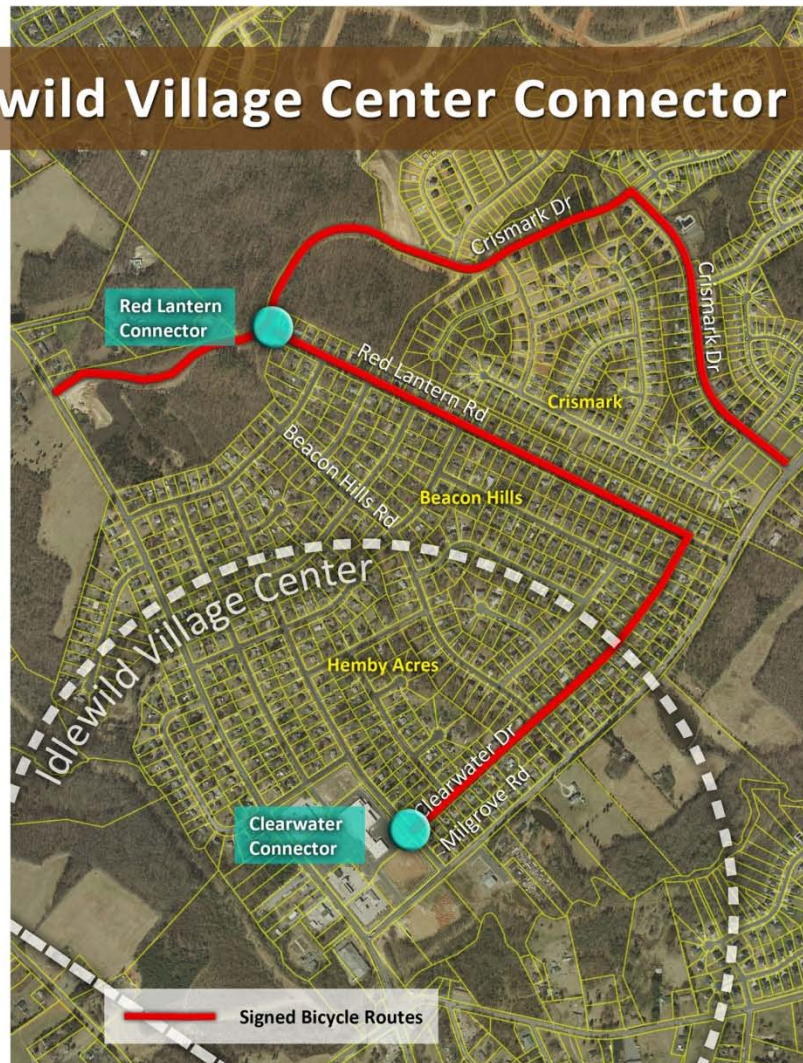 wild Village Center Connector
Crismark Dr
Crismark Dr
Red Lantern
Connector
Red Lantern Rd
Crismark
Beacon Hills Rd
Beacon Hills
Idlewild Village Center
Hemby Acres
Clearwater Dr
Milgrove Rd
Clearwater
Connector
Signed Bicycle Routes